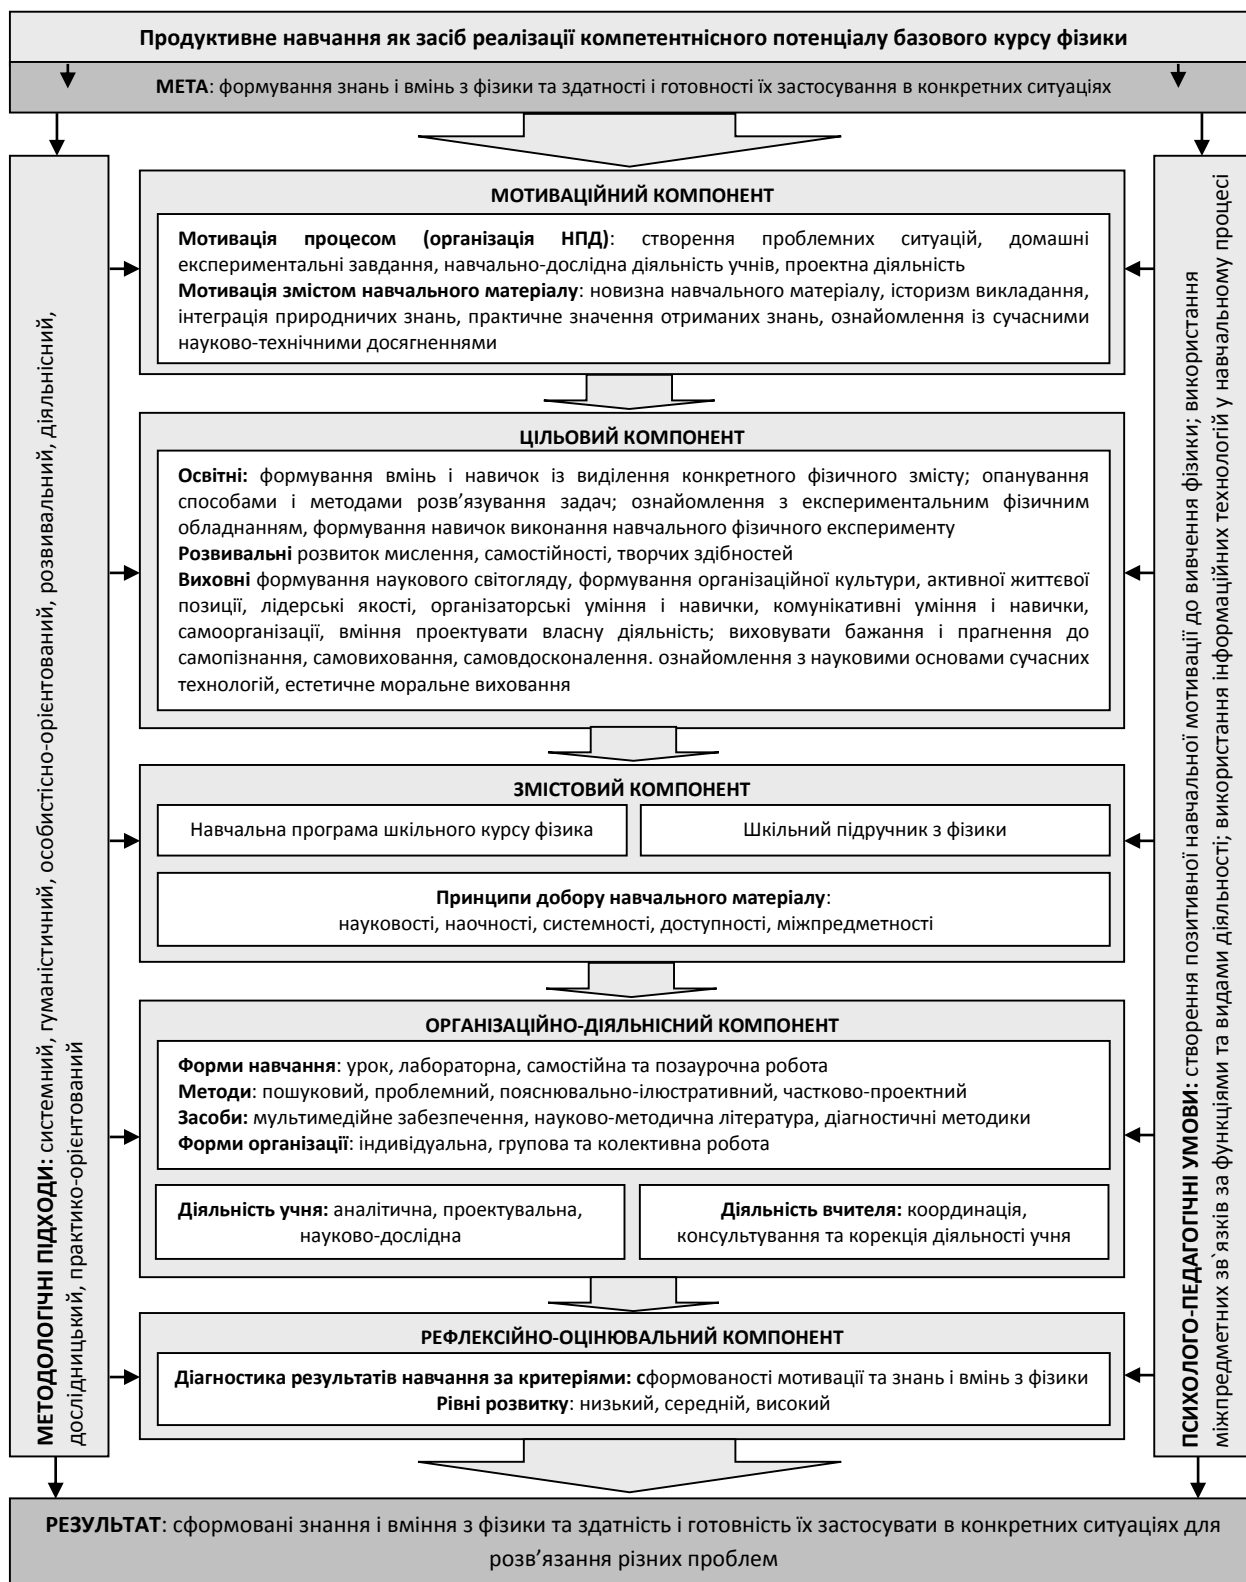 Продуктивне навчання як засіб реалізації компетентнісного потенціалу базового курсу фізики
МЕТА: формування знань і вмінь з фізики та здатності і готовності їх застосування в конкретних ситуаціях
МЕТОДОЛОГІЧНІ ПІДХОДИ: системний, гуманістичний, особистісно-орієнтований, розвивальний, діяльнісний,
дослідницький, практико-орієнтований
МОТИВАЦІЙНИЙ КОМПОНЕНТ
Мотивація процесом (організація НПД): створення проблемних ситуацій, домашні
експериментальні завдання, навчально-дослідна діяльність учнів, проектна діяльність
Мотивація змістом навчального матеріалу: новизна навчального матеріалу, історизм викладання,
інтеграція природничих знань, практичне значення отриманих знань, ознайомлення із сучасними
науково-технічними досягненнями
ЦІЛЬОВИЙ КОМПОНЕНТ
Освітні: формування вмінь і навичок із виділення конкретного фізичного змісту; опанування
способами і методами розв’язування задач; ознайомлення з експериментальним фізичним
обладнанням, формування навичок виконання навчального фізичного експерименту
Розвивальні розвиток мислення, самостійності, творчих здібностей
Виховні формування наукового світогляду, формування організаційної культури, активної життєвої
позиції, лідерські якості, організаторські уміння і навички, комунікативні уміння і навички,
самоорганізації, вміння проектувати власну діяльність; виховувати бажання і прагнення до
самопізнання, самовиховання, самовдосконалення. ознайомлення з науковими основами сучасних
технологій, естетичне моральне виховання
ЗМІСТОВИЙ КОМПОНЕНТ
Навчальна програма шкільного курсу фізика
Шкільний підручник з фізики
Принципи добору навчального матеріалу:
науковості, наочності, системності, доступності, міжпредметності
ОРГАНІЗАЦІЙНО-ДІЯЛЬНІСНИЙ КОМПОНЕНТ
Форми навчання: урок, лабораторна, самостійна та позаурочна робота
Методи: пошуковий, проблемний, пояснювально-ілюстративний, частково-проектний
Засоби: мультимедійне забезпечення, науково-методична література, діагностичні методики
Форми організації: індивідуальна, групова та колективна робота
Діяльність учня: аналітична, проектувальна,
науково-дослідна
Діяльність вчителя: координація,
консультування та корекція діяльності учня
РЕФЛЕКСІЙНО-ОЦІНЮВАЛЬНИЙ КОМПОНЕНТ
Діагностика результатів навчання за критеріями: сформованості мотивації та знань і вмінь з фізики
Рівні розвитку: низький, середній, високий
ПСИХОЛОГО-ПЕДАГОГІЧНІ УМОВИ: створення позитивної навчальної мотивації до вивчення фізики; використання
міжпредметних зв`язків за функціями та видами діяльності; використання інформаційних технологій у навчальному процесі
РЕЗУЛЬТАТ: сформовані знання і вміння з фізики та здатність і готовність їх застосувати в конкретних ситуаціях для
розв’язання різних проблем